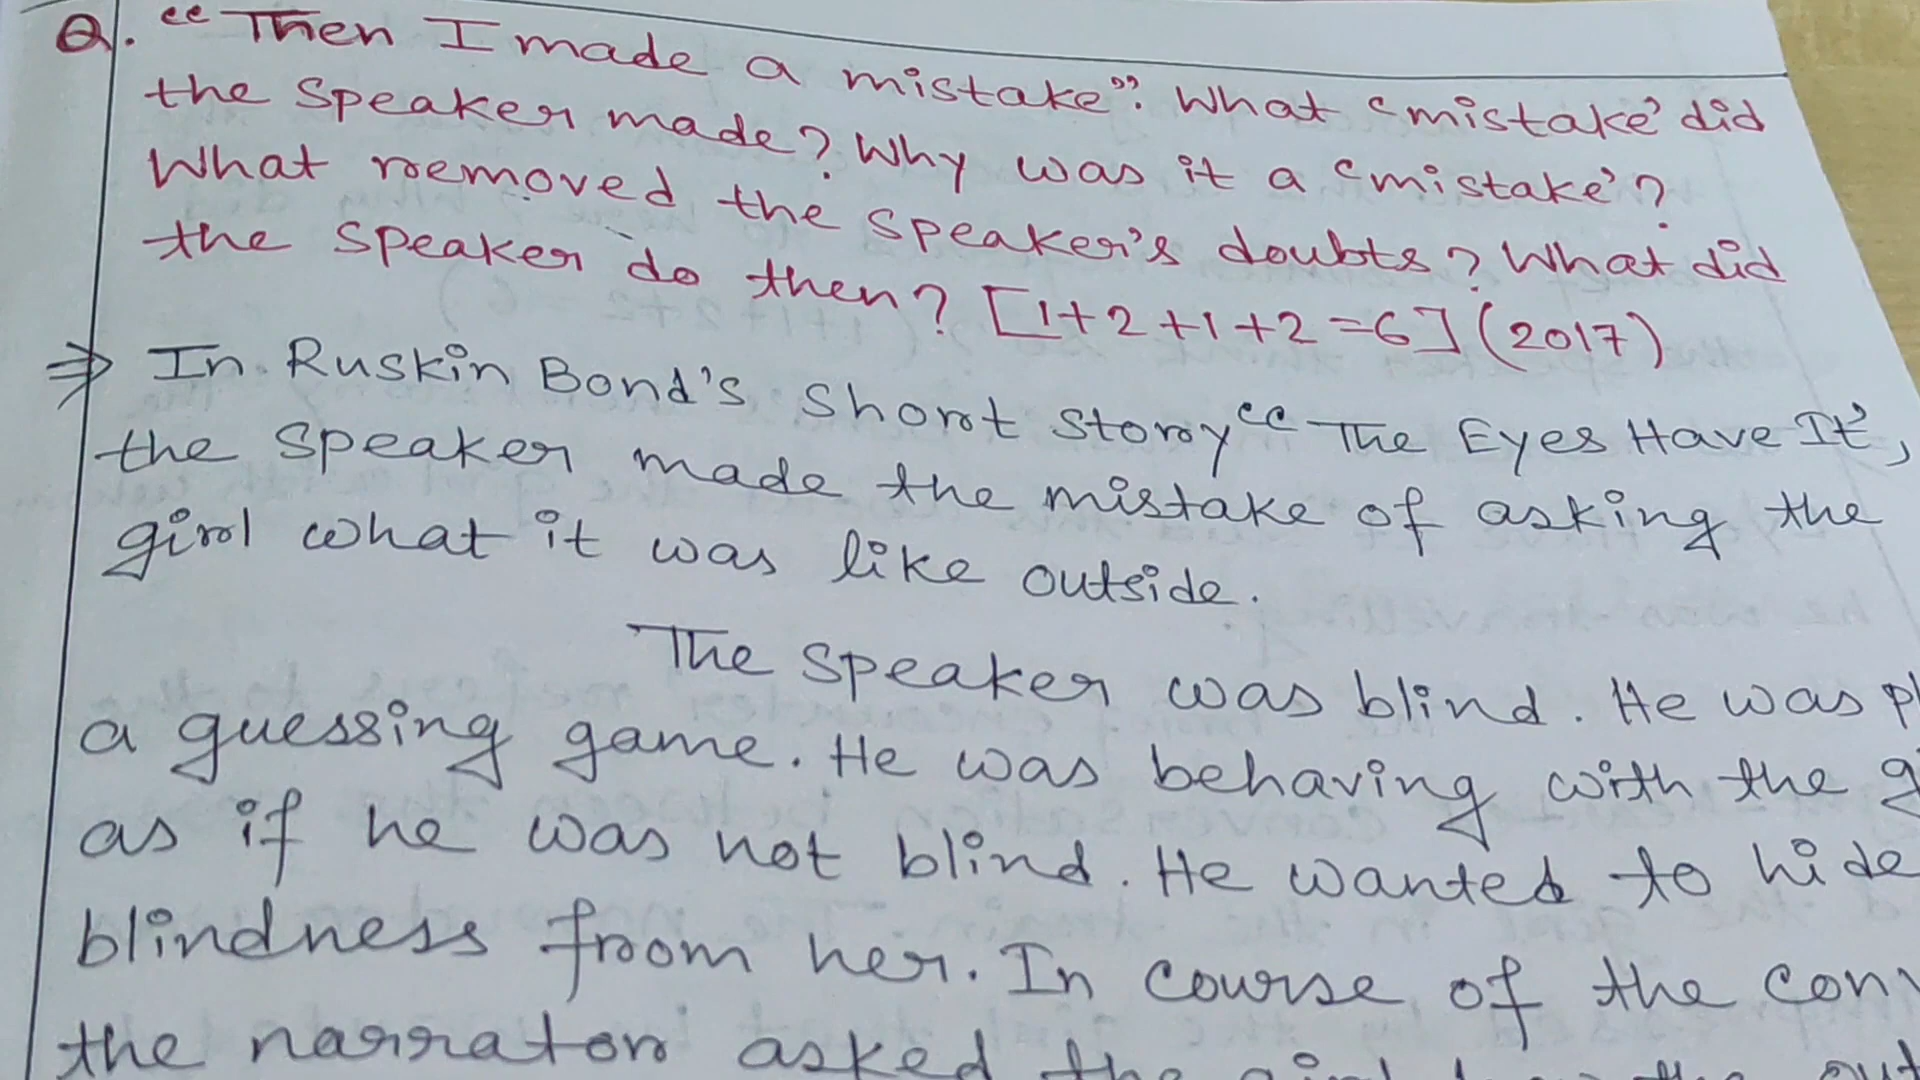 Q. "Then I made a mistake". What 'mistake' did
the speaker made? Why was it a 'mistake'?
What removed the speaker's doubts? What did
the speaker do then? [1+2+1+2=6] (2017)
⇒ In Ruskin Bond's short story "The Eyes Have It",
the speaker made the mistake of asking the
girl what it was like outside.
The speaker was blind. He was pl
a guessing game. He was behaving with the g
as if he was not blind. He wanted to hide
blindness from her. In course of the conv
the narrator asked the